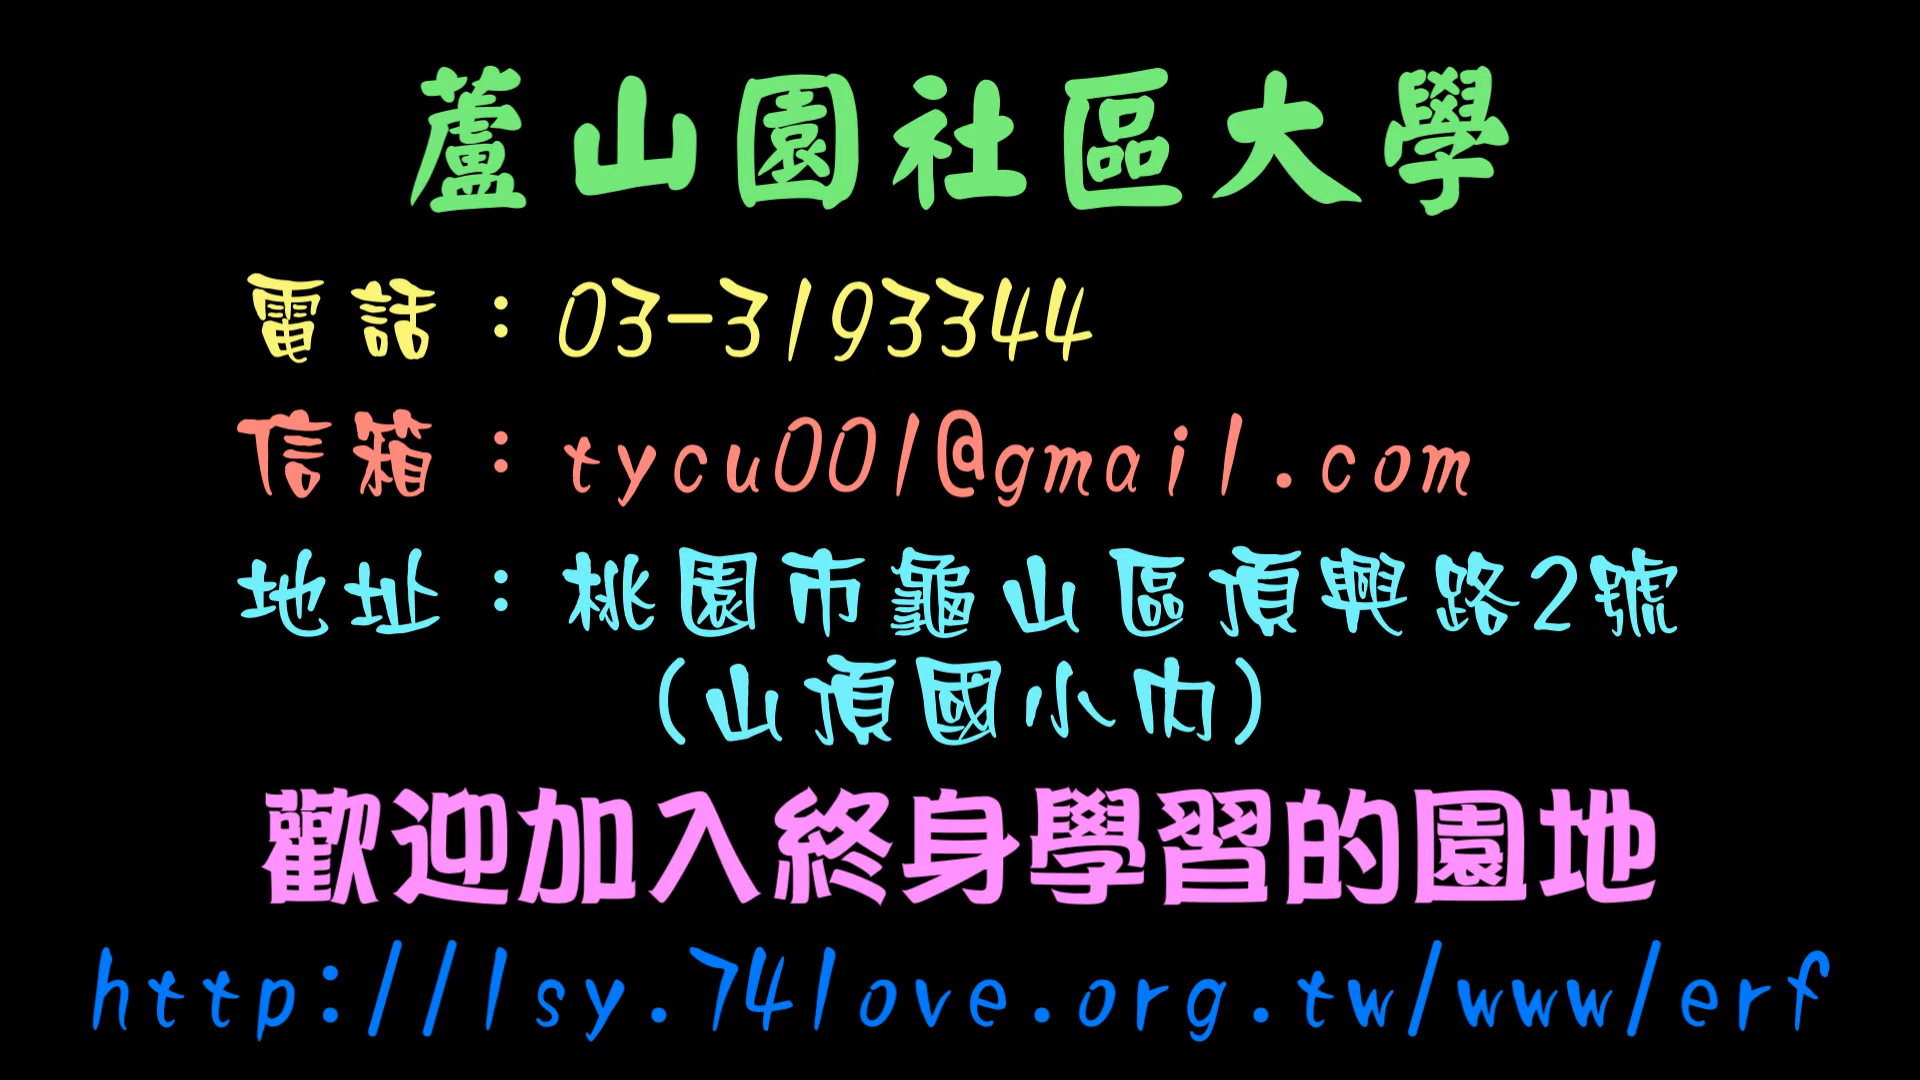 蘆山園社區大學
電話：03-3193344
信箱：tycu001@gmail.com
地址：桃園市龜山區頂興路2號
(山頂國小內)
歡迎加入終身學習的園地
http://lsy.74love.org.tw/www/erf